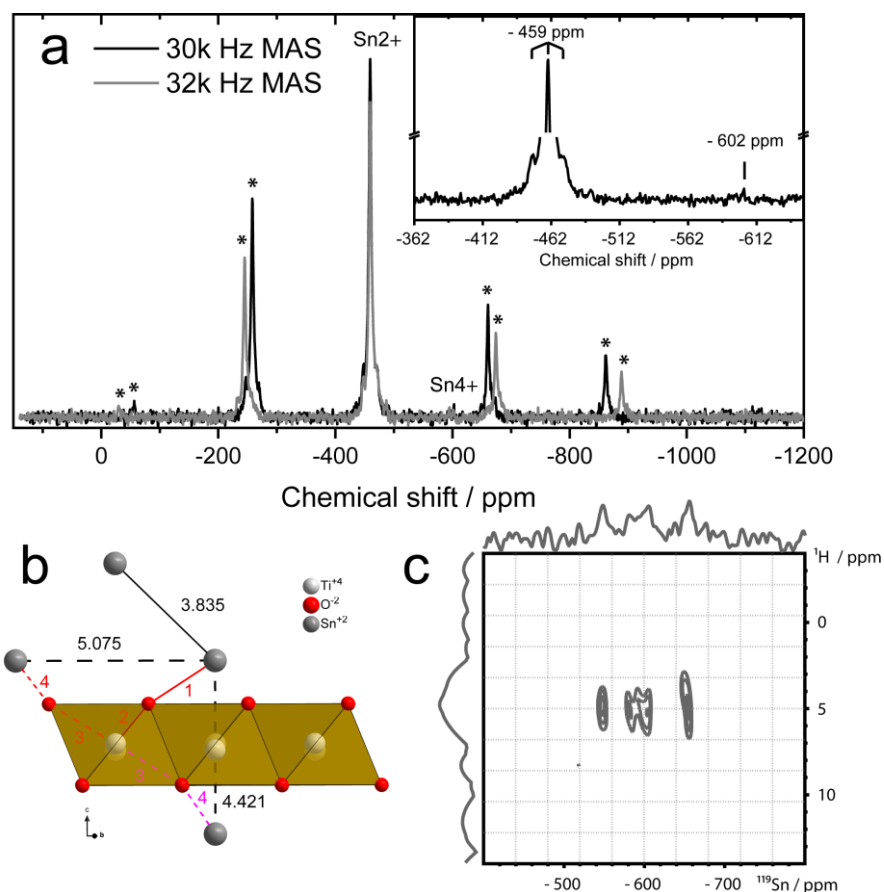 a
30k Hz MAS
32k Hz MAS
Sn2+
- 459 ppm
- 602 ppm
-362 -412 -462 -512 -562 -612
Chemical shift / ppm
* * * * * * * *
Sn4+
0 -200 -400 -600 -800 -1000 -1200
Chemical shift / ppm
b
Ti+4
O-2
Sn+2
3.835
5.075
1
4
2
3
3
4
4.421
c
b
c
1H / ppm
0
5
10
- 500 - 600 - 700 119Sn / ppm